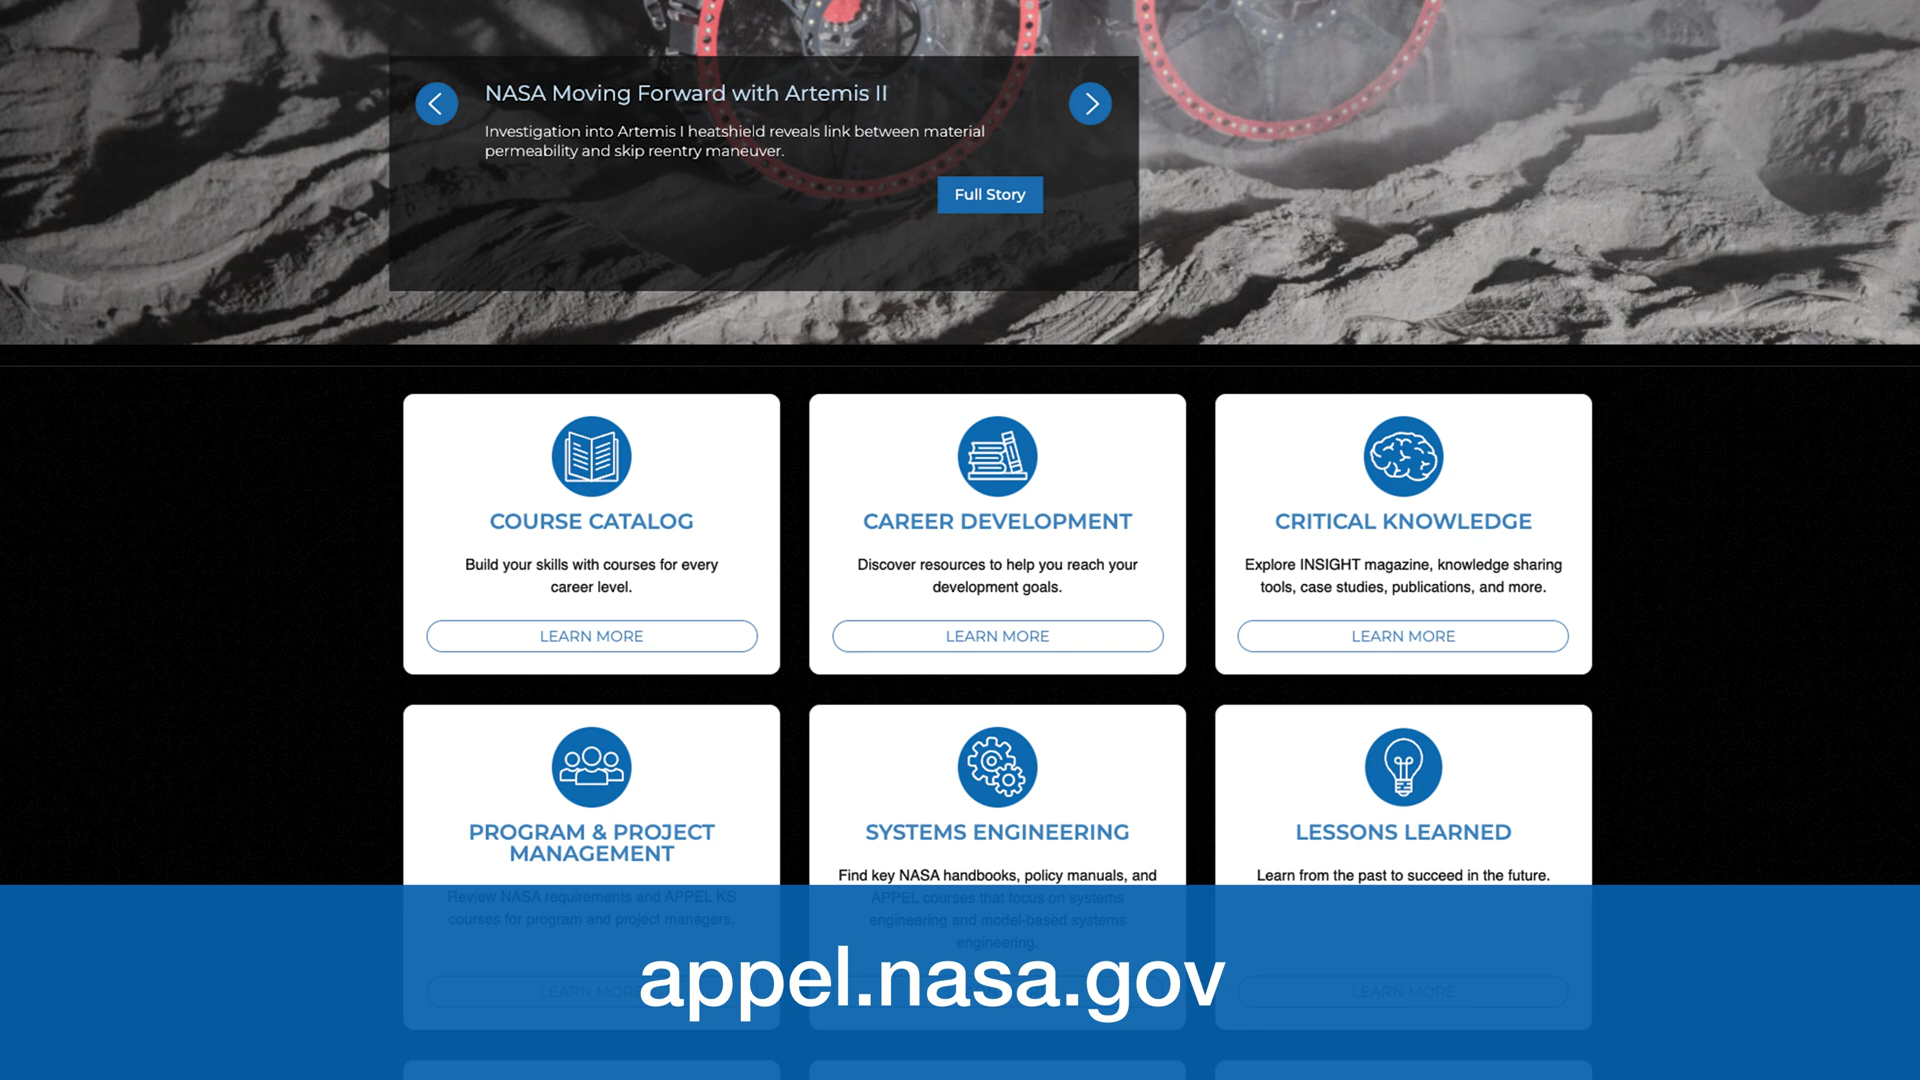 NASA Moving Forward with Artemis II
Investigation into Artemis I heatshield reveals link between material
permeability and skip reentry maneuver.
Full Story
COURSE CATALOG
Build your skills with courses for every
career level.
LEARN MORE
CAREER DEVELOPMENT
Discover resources to help you reach your
development goals.
LEARN MORE
CRITICAL KNOWLEDGE
Explore INSIGHT magazine, knowledge sharing
tools, case studies, publications, and more.
LEARN MORE
PROGRAM & PROJECT
MANAGEMENT
Review NASA requirements and APPEL KS
courses for program and project managers.
LEARN MORE
SYSTEMS ENGINEERING
Find key NASA handbooks, policy manuals, and
APPEL courses that focus on systems
engineering and model-based systems
engineering.
LESSONS LEARNED
Learn from the past to succeed in the future.
LEARN MORE
appel.nasa.gov